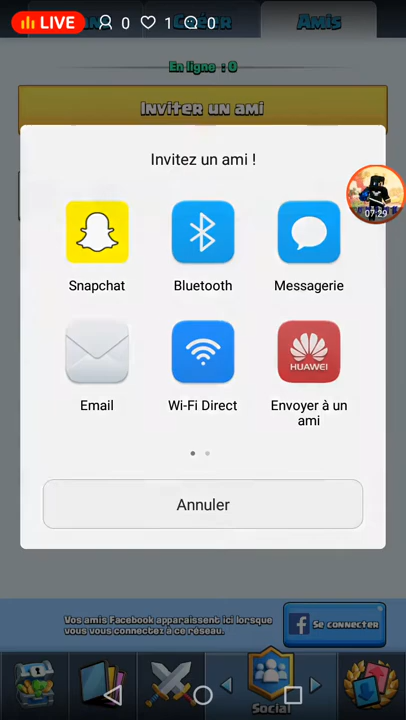 LIVE 0 1 0
Créer
Amis
En ligne : 0
Inviter un ami
Invitez un ami !
07:29
Snapchat
Bluetooth
Messagerie
HUAWEI
Email
Wi-Fi Direct
Envoyer à un
ami
Annuler
Vos amis Facebook apparaissent ici lorsque
vous vous connectez à ce réseau.
Se connecter
Social